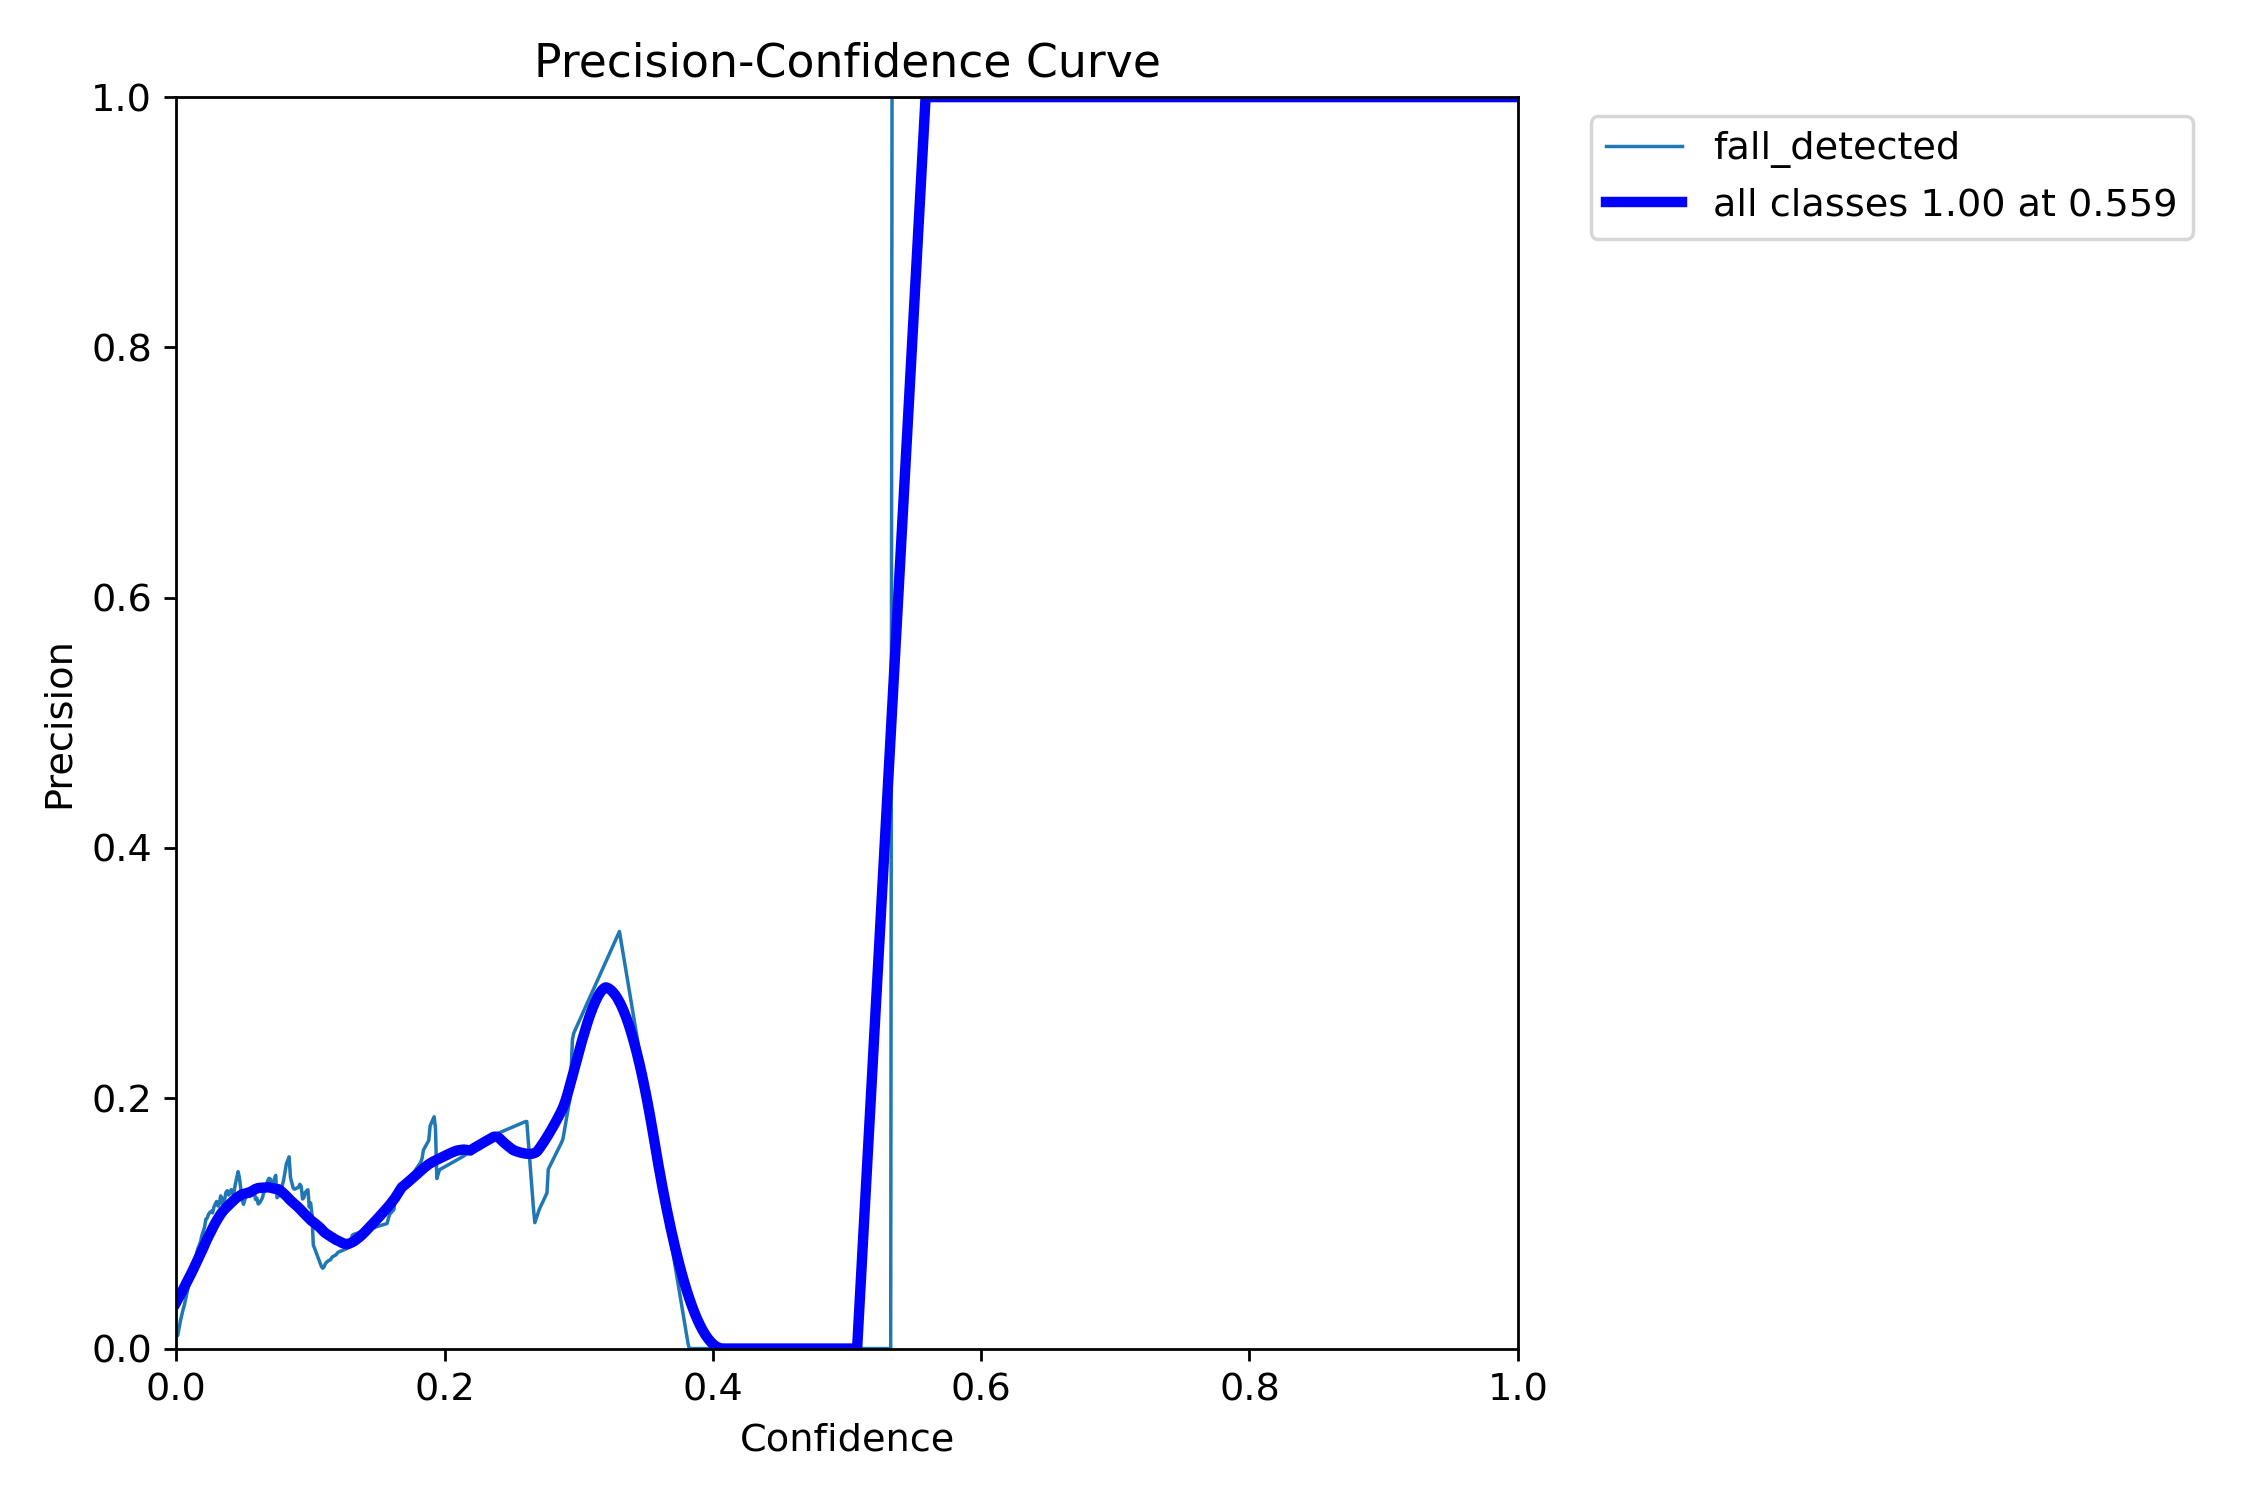 Precision-Confidence Curve
1.0
0.8
0.6
0.4
0.2
0.0
Precision
0.0 0.2 0.4 0.6 0.8 1.0
Confidence
fall_detected
all classes 1.00 at 0.559